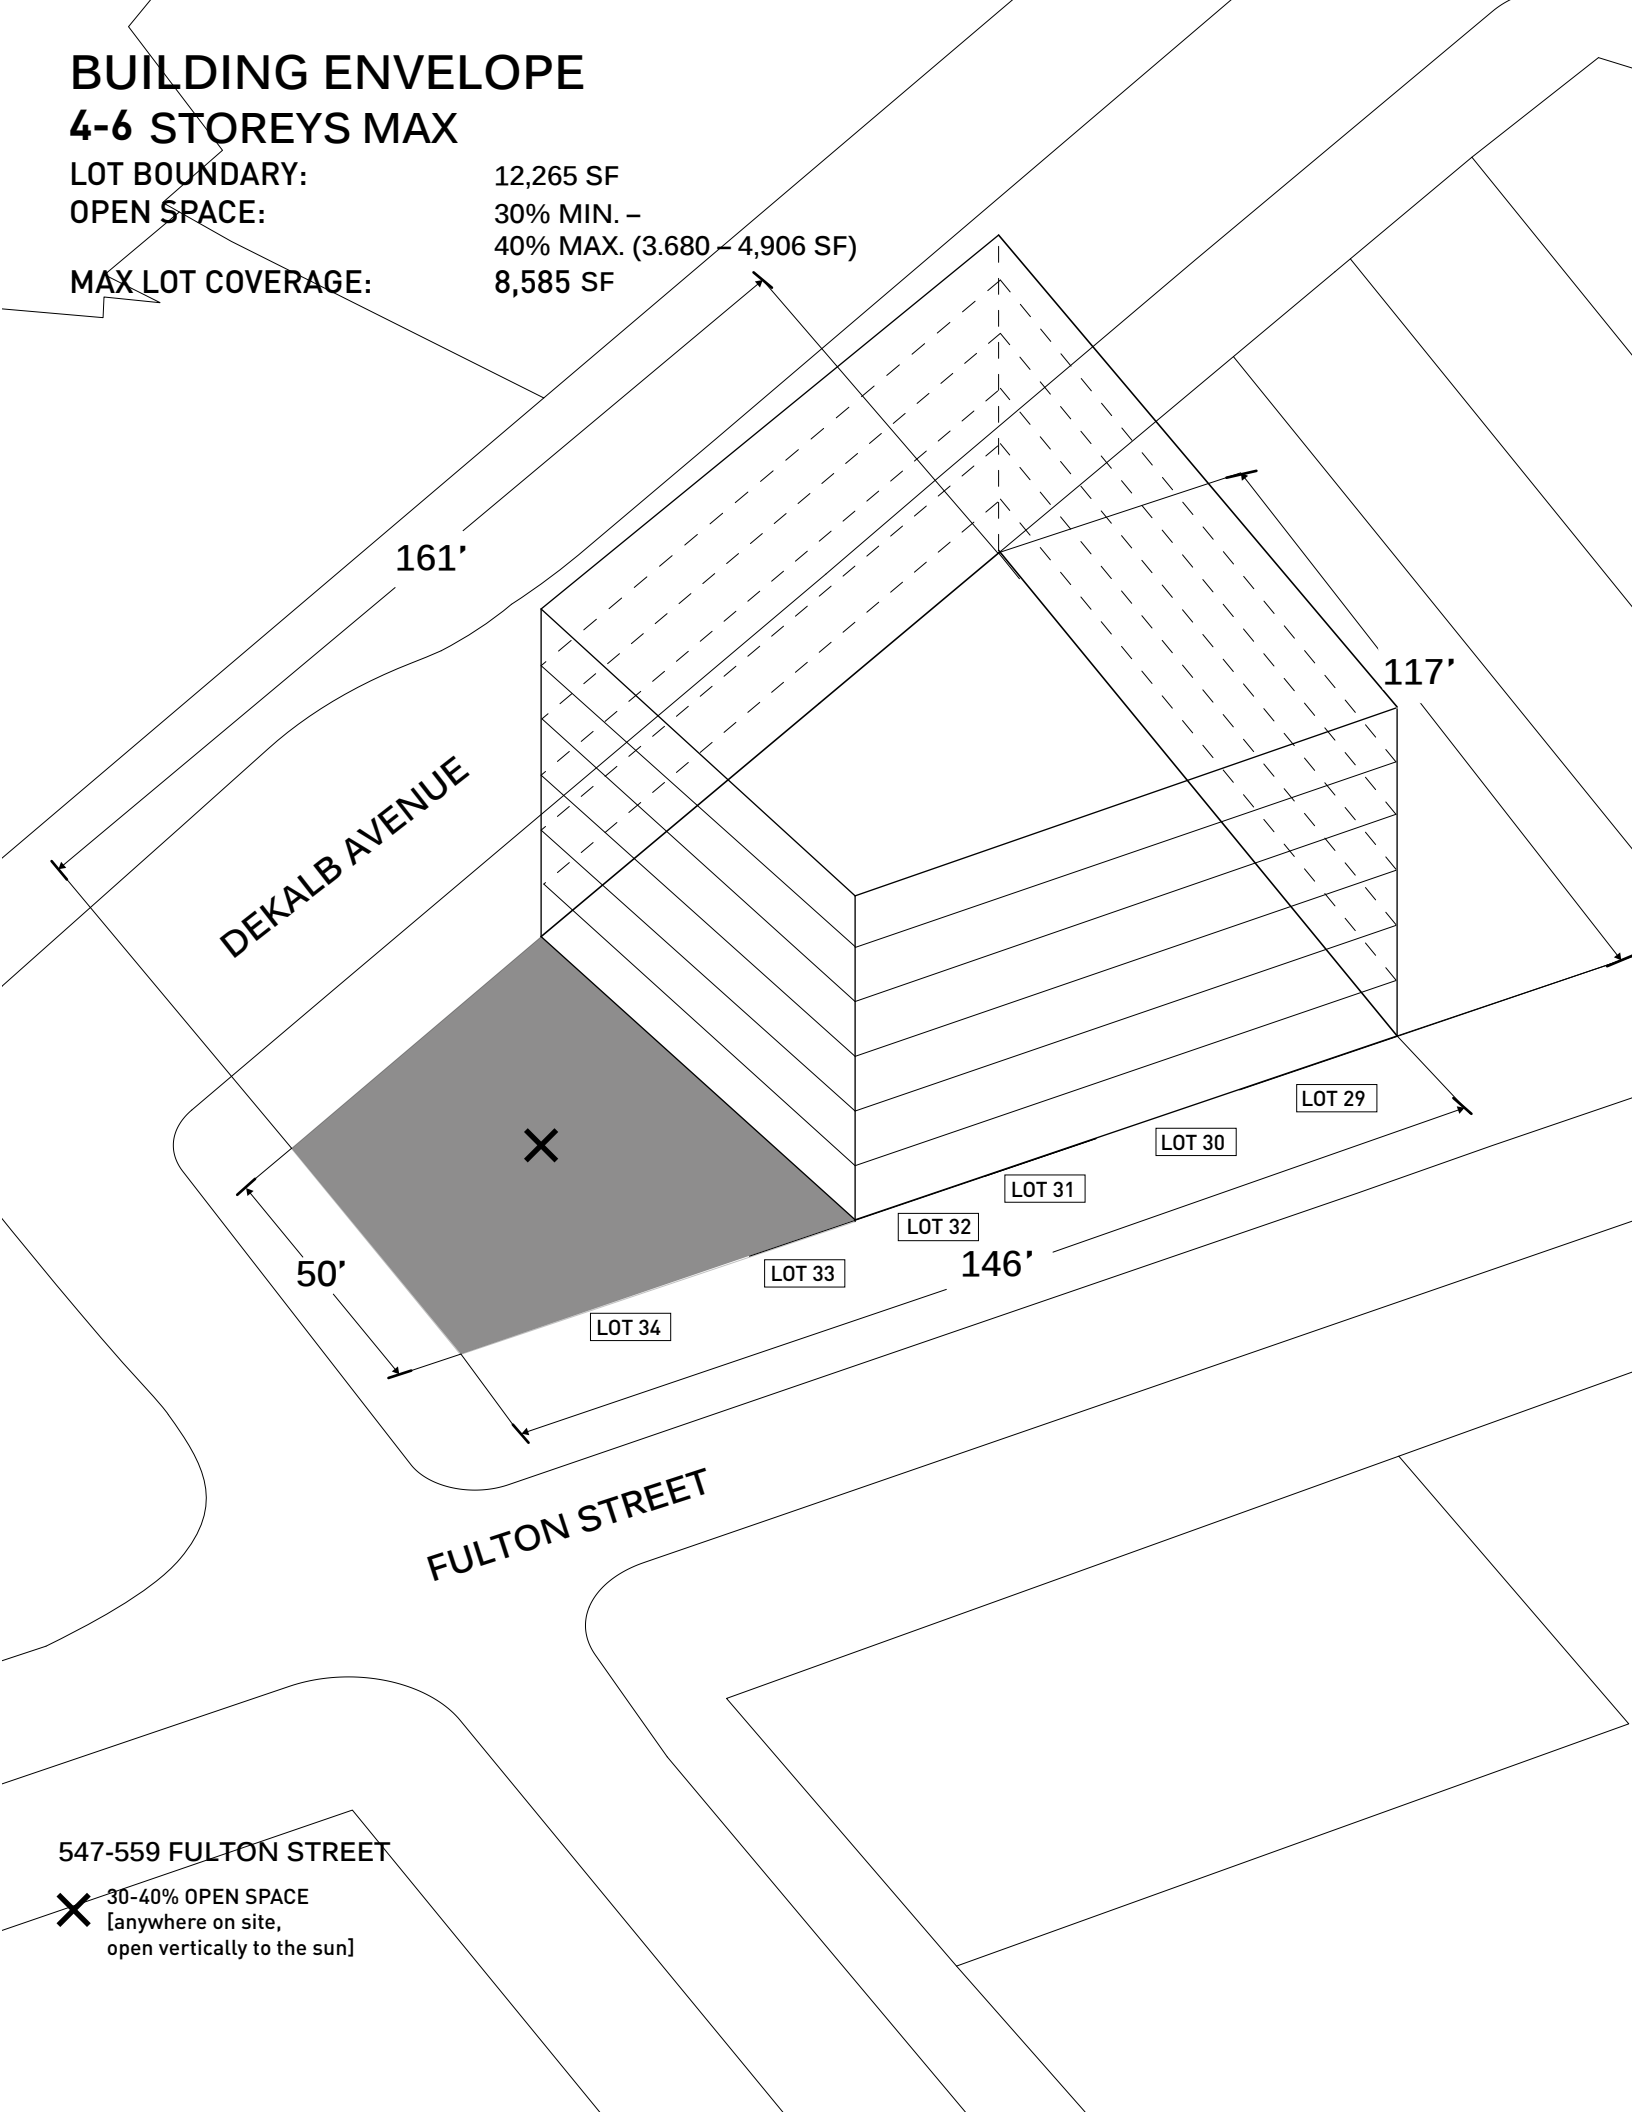 BUILDING ENVELOPE
4-6 STOREYS MAX
LOT BOUNDARY: 12,265 SF
OPEN SPACE: 30% MIN. –
40% MAX. (3.680 – 4,906 SF)
MAX LOT COVERAGE: 8,585 SF
161’
117’
DEKALB AVENUE
LOT 29
LOT 30
LOT 31
LOT 32
146’
LOT 33
50’
LOT 34
FULTON STREET
547-559 FULTON STREET
30-40% OPEN SPACE
[anywhere on site,
open vertically to the sun]